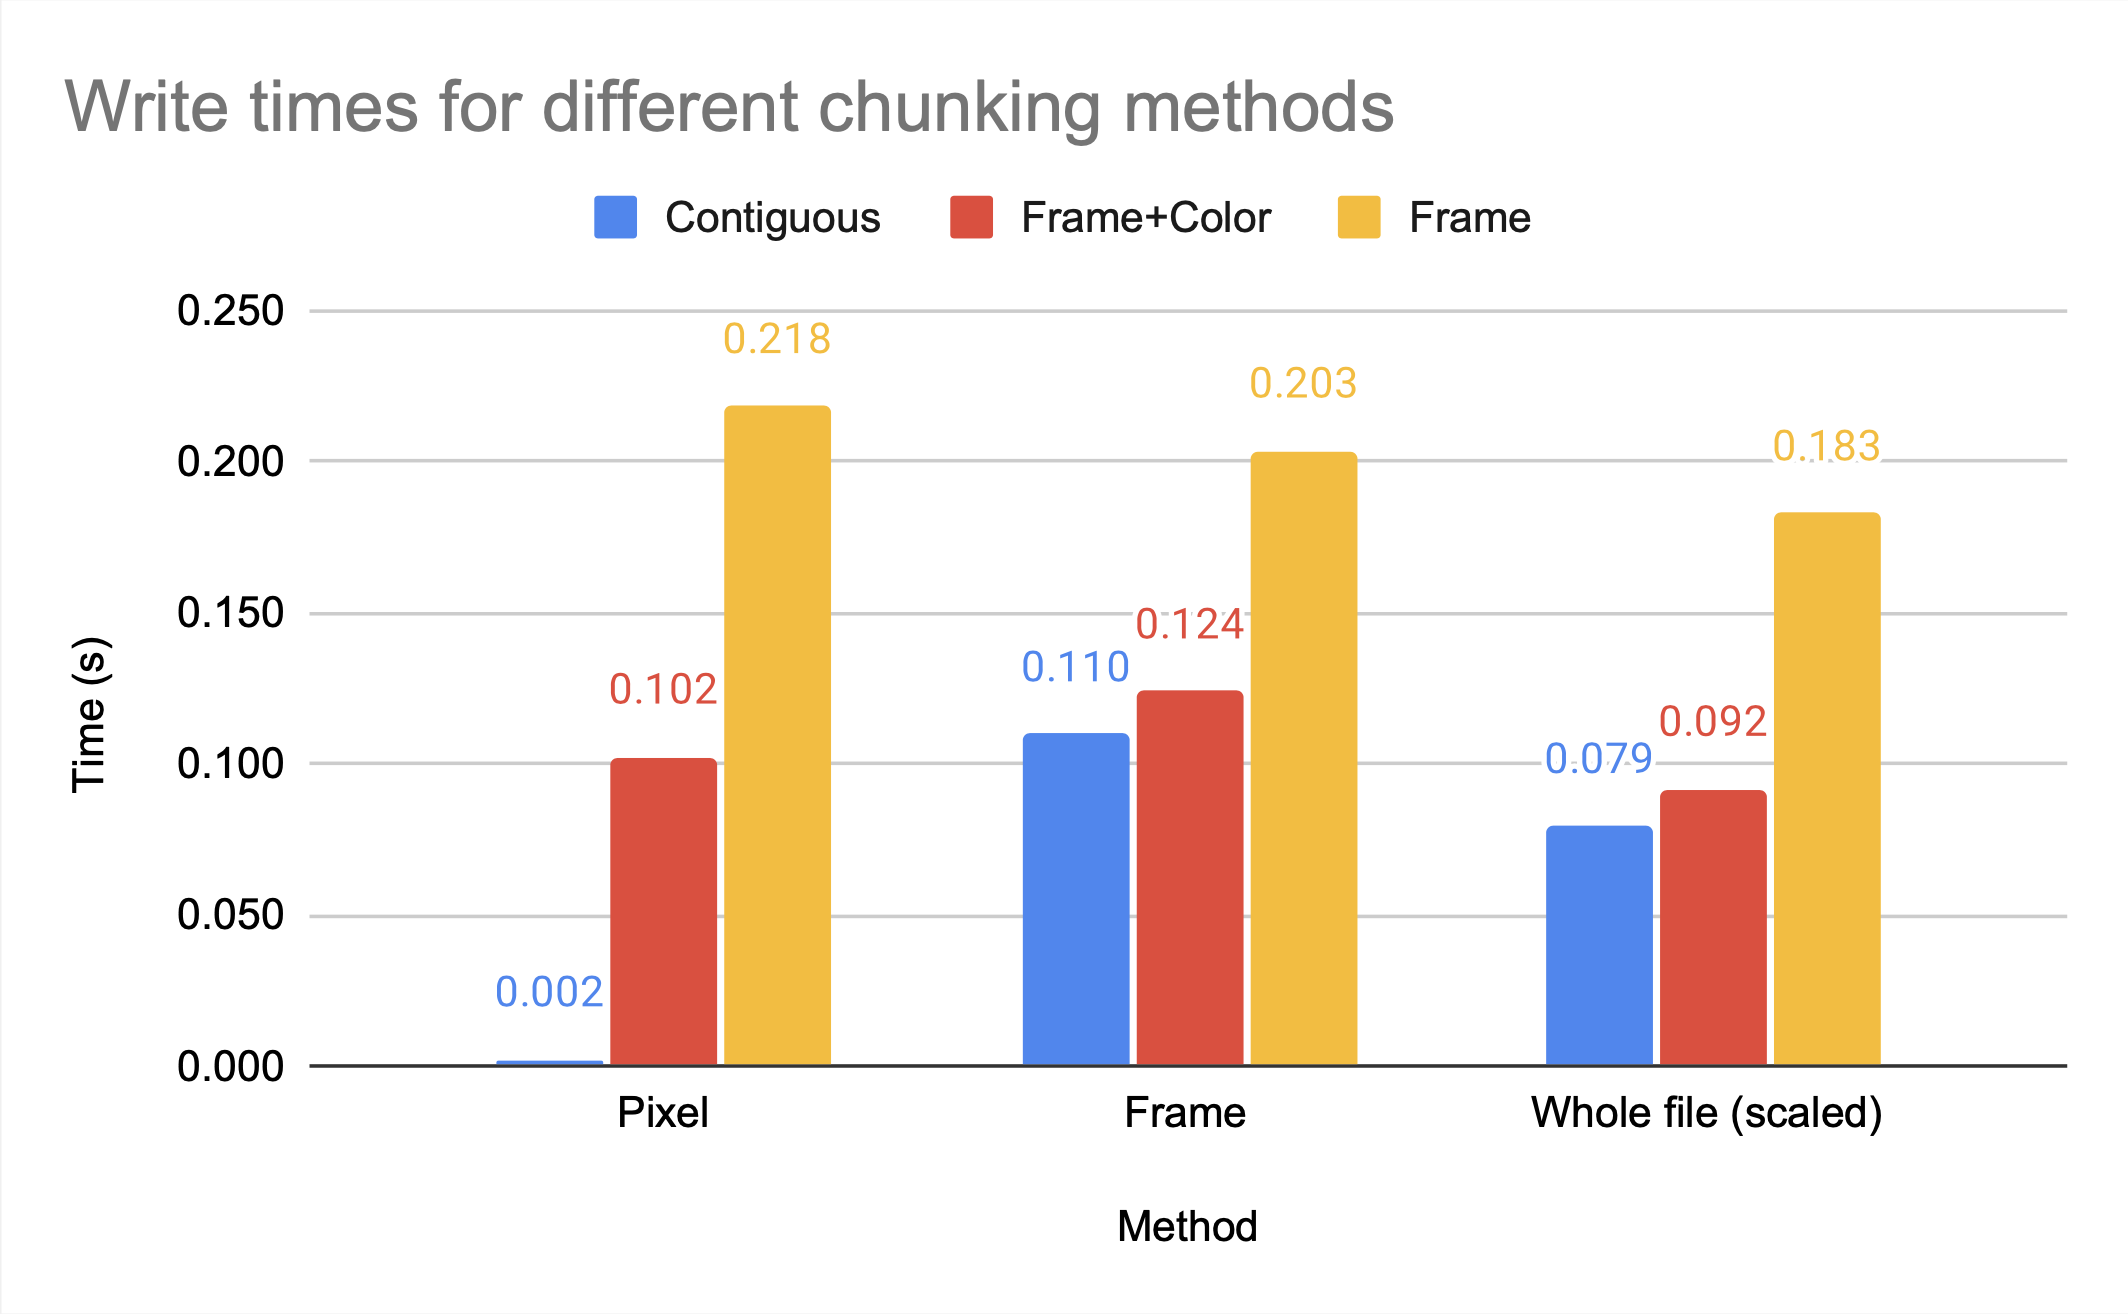 Write times for different chunking methods
Contiguous Frame+Color Frame
0.250
0.200
0.150
0.100
0.050
0.000
Time (s)
0.002 0.102 0.218
0.110 0.124 0.203
0.079 0.092 0.183
Pixel Frame Whole file (scaled)
Method